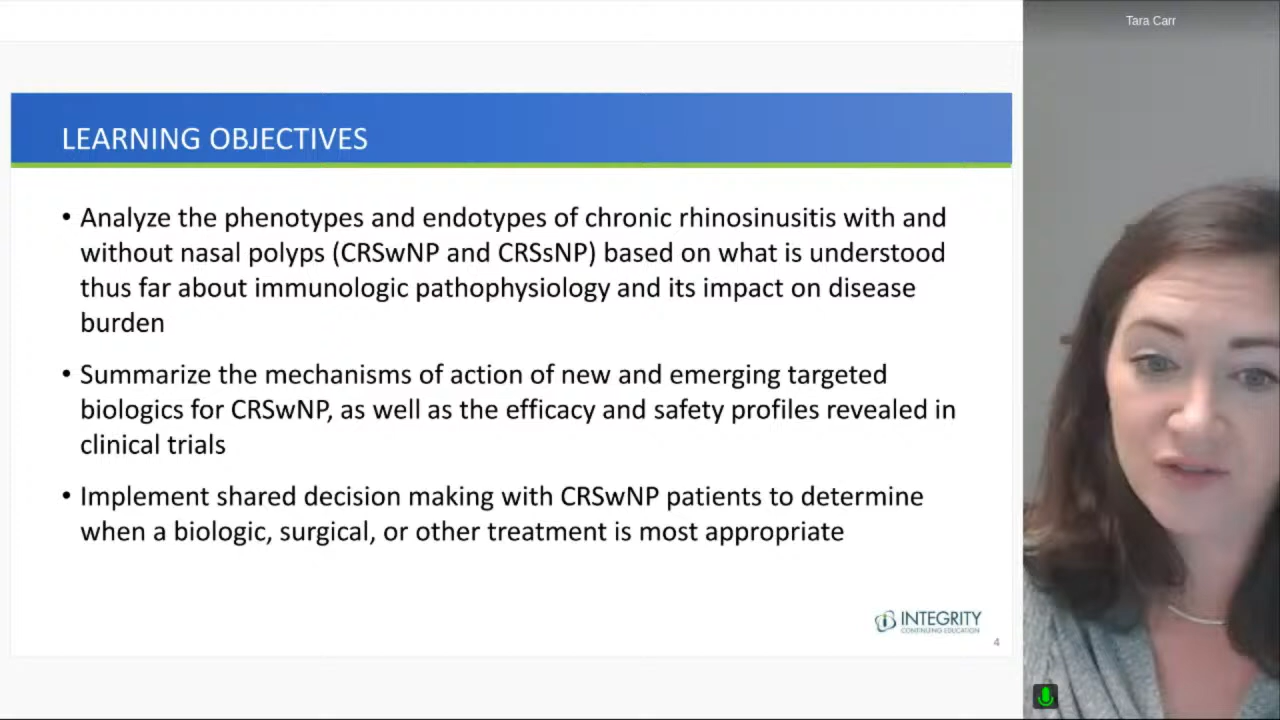 Tara Carr
LEARNING OBJECTIVES
• Analyze the phenotypes and endotypes of chronic rhinosinusitis with and
without nasal polyps (CRSwNP and CRSsNP) based on what is understood
thus far about immunologic pathophysiology and its impact on disease
burden
• Summarize the mechanisms of action of new and emerging targeted
biologics for CRSwNP, as well as the efficacy and safety profiles revealed in
clinical trials
• Implement shared decision making with CRSwNP patients to determine
when a biologic, surgical, or other treatment is most appropriate
INTEGRITY
CONTINUING EDUCATION
4